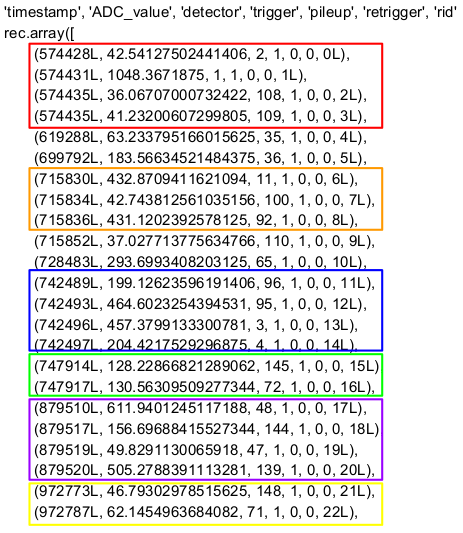 'timestamp', 'ADC_value', 'detector', 'trigger', 'pileup', 'retrigger', 'rid'
rec.array([
(574428L, 42.54127502441406, 2, 1, 0, 0, 0L),
(574431L, 1048.3671875, 1, 1, 0, 0, 1L),
(574435L, 36.06707000732422, 108, 1, 0, 0, 2L),
(574435L, 41.23200607299805, 109, 1, 0, 0, 3L),
(619288L, 63.233795166015625, 35, 1, 0, 0, 4L),
(699792L, 183.56634521484375, 36, 1, 0, 0, 5L),
(715830L, 432.8709411621094, 11, 1, 0, 0, 6L),
(715834L, 42.743812561035156, 100, 1, 0, 0, 7L),
(715836L, 431.1202392578125, 92, 1, 0, 0, 8L),
(715852L, 37.027713775634766, 110, 1, 0, 0, 9L),
(728483L, 293.6993408203125, 65, 1, 0, 0, 10L),
(742489L, 199.12623596191406, 96, 1, 0, 0, 11L),
(742493L, 464.6023254394531, 95, 1, 0, 0, 12L),
(742496L, 457.3799133300781, 3, 1, 0, 0, 13L),
(742497L, 204.4217529296875, 4, 1, 0, 0, 14L),
(747914L, 128.22866821289062, 145, 1, 0, 0, 15L)
(747917L, 130.56309509277344, 72, 1, 0, 0, 16L),
(879510L, 611.9401245117188, 48, 1, 0, 0, 17L),
(879517L, 156.69688415527344, 144, 1, 0, 0, 18L)
(879519L, 49.8291130065918, 47, 1, 0, 0, 19L),
(879520L, 505.2788391113281, 139, 1, 0, 0, 20L),
(972773L, 46.79302978515625, 148, 1, 0, 0, 21L),
(972787L, 62.1454963684082, 71, 1, 0, 0, 22L),